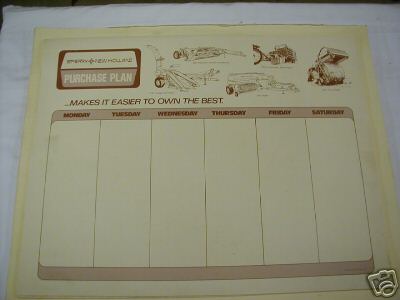 SPERRY NEW HOLLAND
PURCHASE PLAN
...MAKES IT EASIER TO OWN THE BEST.
MONDAY TUESDAY WEDNESDAY THURSDAY FRIDAY SATURDAY